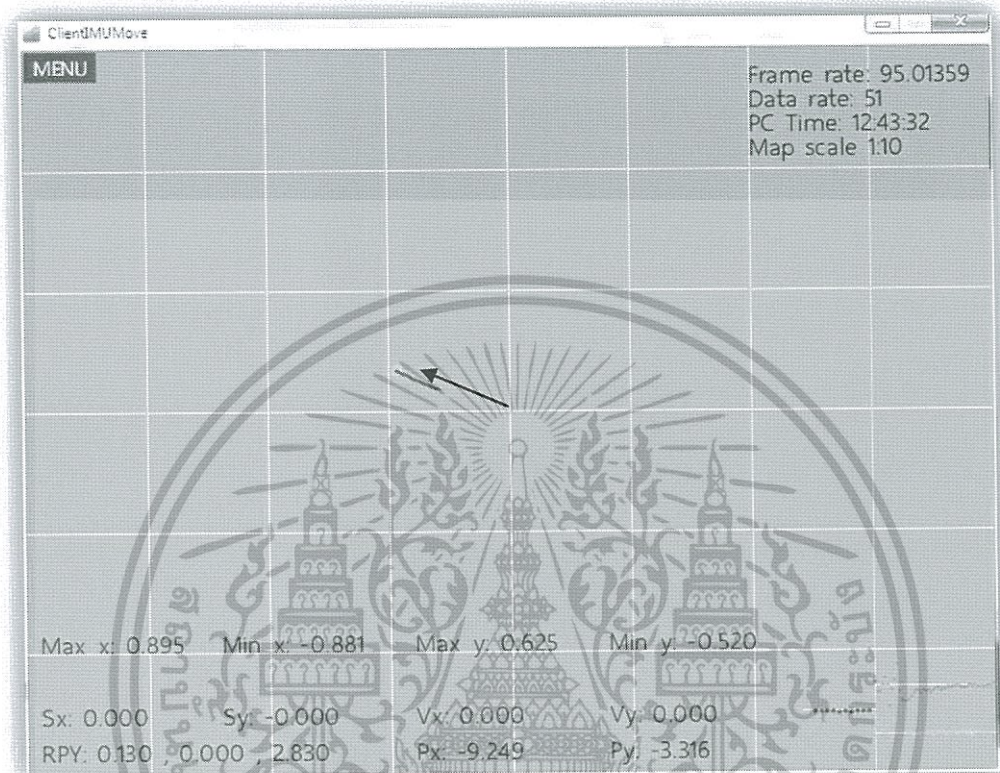 ClientIMUMove
MENU
Frame rate: 95.01359
Data rate: 51
PC Time: 12:43:32
Map scale 1:10
Max x: 0.895 Min x: -0.881 Max y: 0.625 Min y: -0.520
Sx: 0.000 Sy: -0.000 Vx: 0.000 Vy: 0.000
RPY: 0.130 , 0.000 , 2.830 Px: -9.249 Py: -3.316